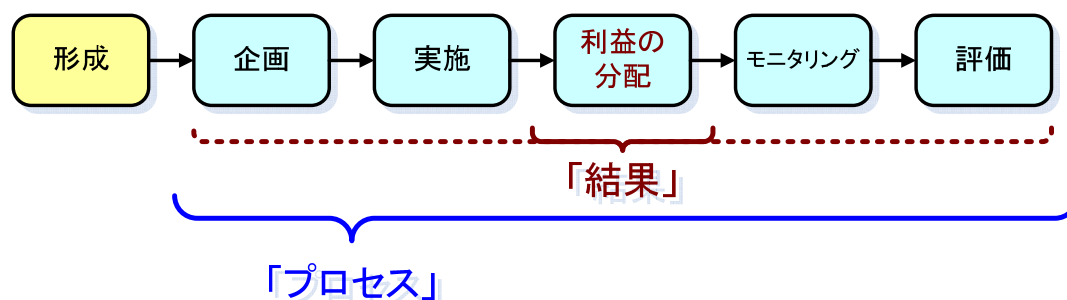 形成
企画
実施
利益の
分配
モニタリング
評価
「結果」
「プロセス」